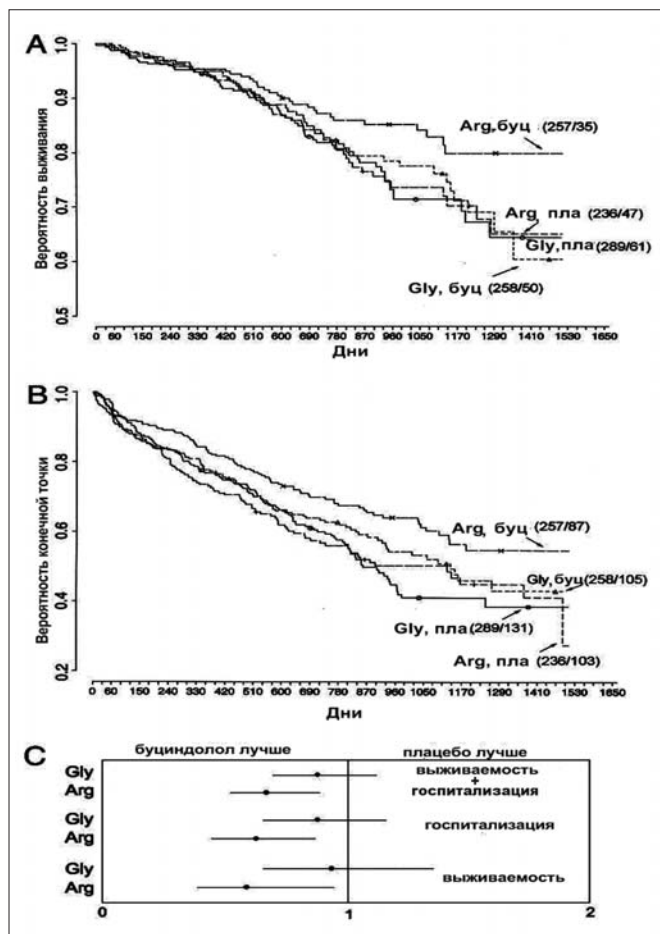 A
Вероятность выживания
1.0
0.9
0.8
0.7
0.6
0.5
Arg,буц (257/35)
Arg, пла (236/47)
Gly,пла (289/61)
Gly, буц (258/50)
0 60 150 240 330 420 510 600 690 780 870 960 1050 1170 1290 1410 1530 1650
Дни
B
Вероятность конечной точки
1.0
0.8
0.6
0.4
0.2
Arg, буц (257/87)
Gly,буц (258/105)
Gly, пла (289/131)
Arg, пла (236/103)
0 60 150 240 330 420 510 600 690 780 870 960 1050 1170 1290 1410 1530 1650
Дни
C
буциндолол лучше
плацебо лучше
Gly
Arg
выживаемость
+
госпитализация
Gly
Arg
госпитализация
Gly
Arg
выживаемость
0 1 2